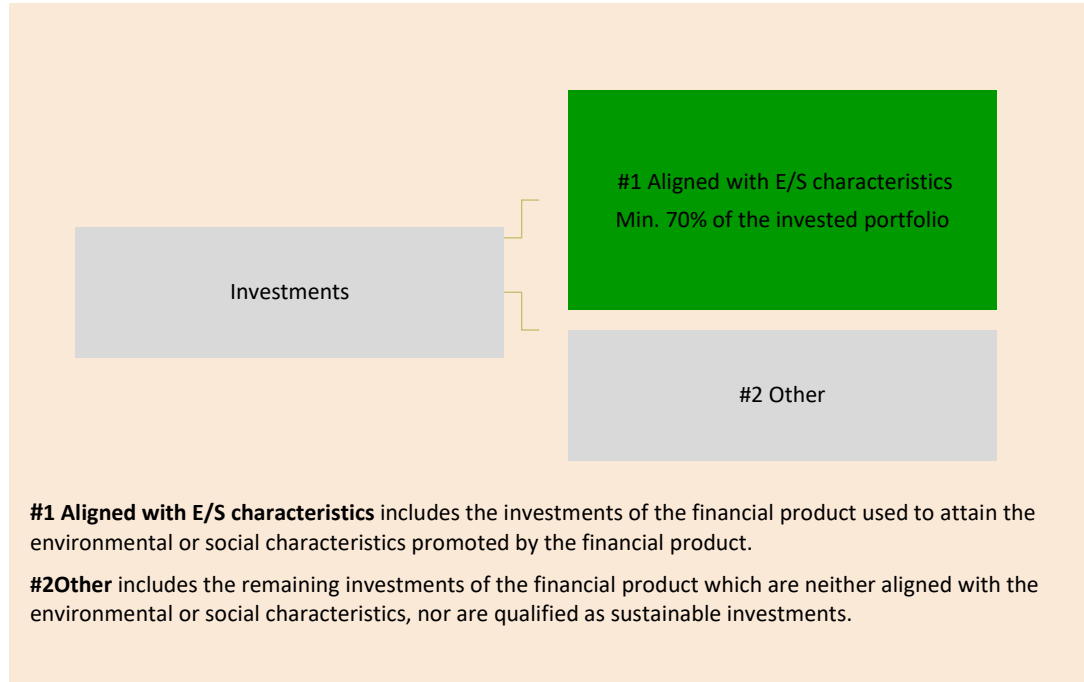 #1 Aligned with E/S characteristics
Min. 70% of the invested portfolio
Investments
#2 Other
#1 Aligned with E/S characteristics includes the investments of the financial product used to attain the
environmental or social characteristics promoted by the financial product.
#2Other includes the remaining investments of the financial product which are neither aligned with the
environmental or social characteristics, nor are qualified as sustainable investments.